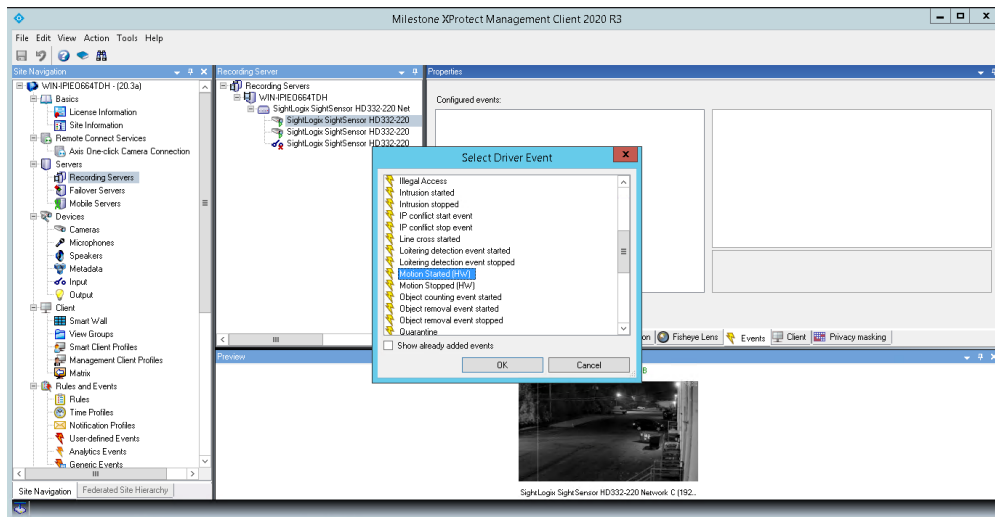 Milestone XProtect Management Client 2020 R3
File Edit View Action Tools Help
Site Navigation
WIN-IPIEO664TDH - (20.3a)
Basics
License Information
Site Information
Remote Connect Services
Axis One-click Camera Connection
Servers
Recording Servers
Failover Servers
Mobile Servers
Devices
Cameras
Microphones
Speakers
Metadata
Input
Output
Client
Smart Wall
View Groups
Smart Client Profiles
Management Client Profiles
Matrix
Rules and Events
Rules
Time Profiles
Notification Profiles
User-defined Events
Analytics Events
Generic Events
Site Navigation
Federated Site Hierarchy
Recording Server
Recording Servers
WIN-IPIEO664TDH
SightLogix SightSensor HD332-220 Net
SightLogix SightSensor HD332-220
SightLogix SightSensor HD332-220
SightLogix SightSensor HD332-220
Properties
Configured events:
Select Driver Event
X
Illegal Access
Intrusion started
Intrusion stopped
IP conflict start event
IP conflict stop event
Line cross started
Loitering detection event started
Loitering detection event stopped
Motion Started (HW)
Motion Stopped (HW)
Object counting event started
Object removal event started
Object removal event stopped
Quarantine
Show already added events
OK
Cancel
on
Fisheye Lens
Events
Client
Privacy masking
Preview
B
SightLogix SightSensor HD332-220 Network C (192...